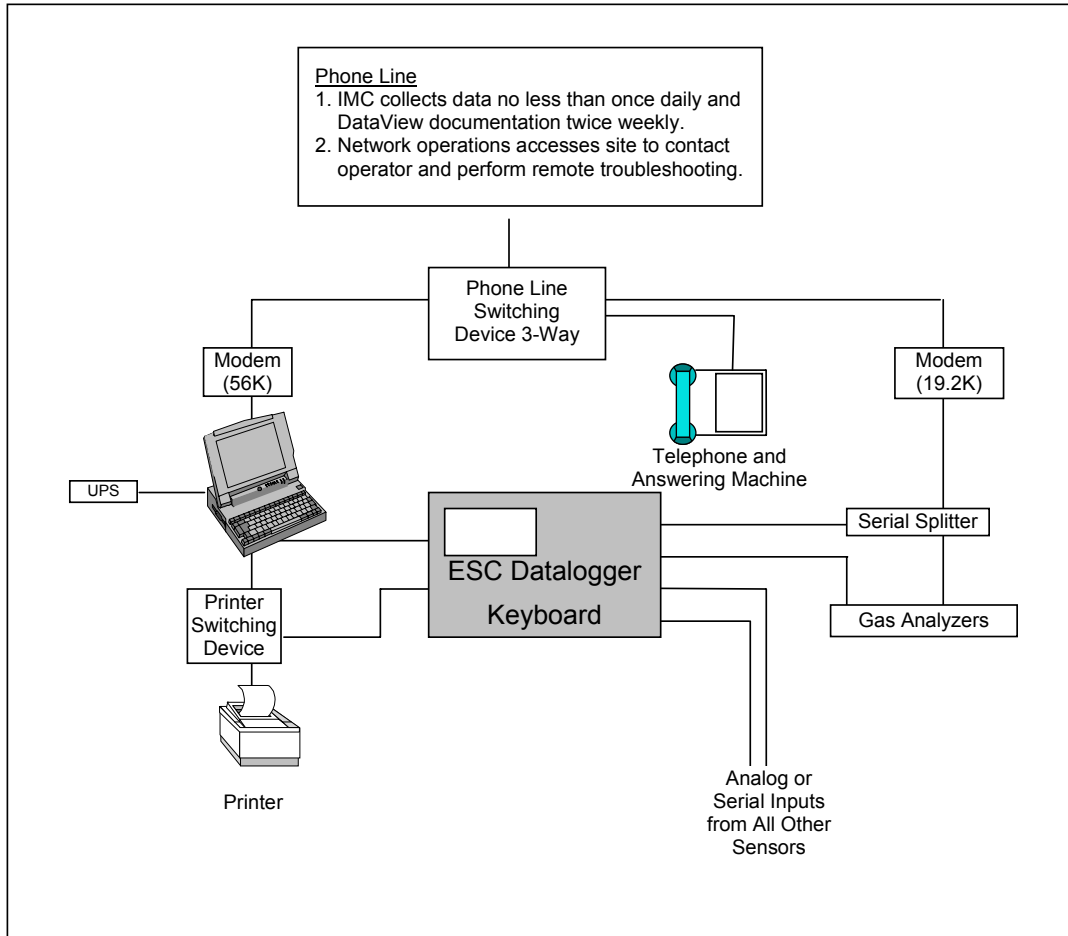 Phone Line
1. IMC collects data no less than once daily and
DataView documentation twice weekly.
2. Network operations accesses site to contact
operator and perform remote troubleshooting.
Phone Line
Switching
Device 3-Way
Modem
(56K)
Modem
(19.2K)
Telephone and
Answering Machine
UPS
Serial Splitter
ESC Datalogger
Keyboard
Printer
Switching
Device
Gas Analyzers
Printer
Analog or
Serial Inputs
from All Other
Sensors